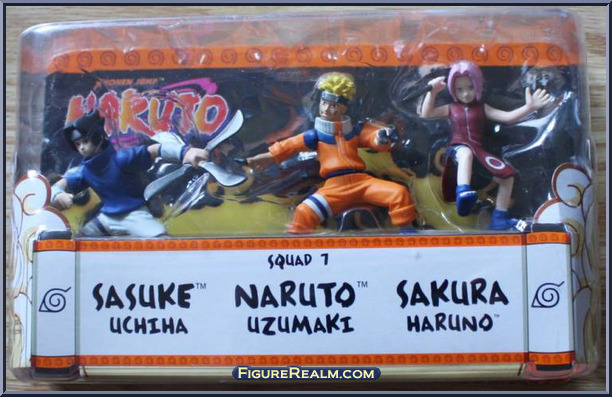 SHONEN JUMP
NARUTO
SQUAD 7
SASUKE™ NARUTO™ SAKURA
UCHIHA UZUMAKI HARUNO™
FIGUREREALM.COM